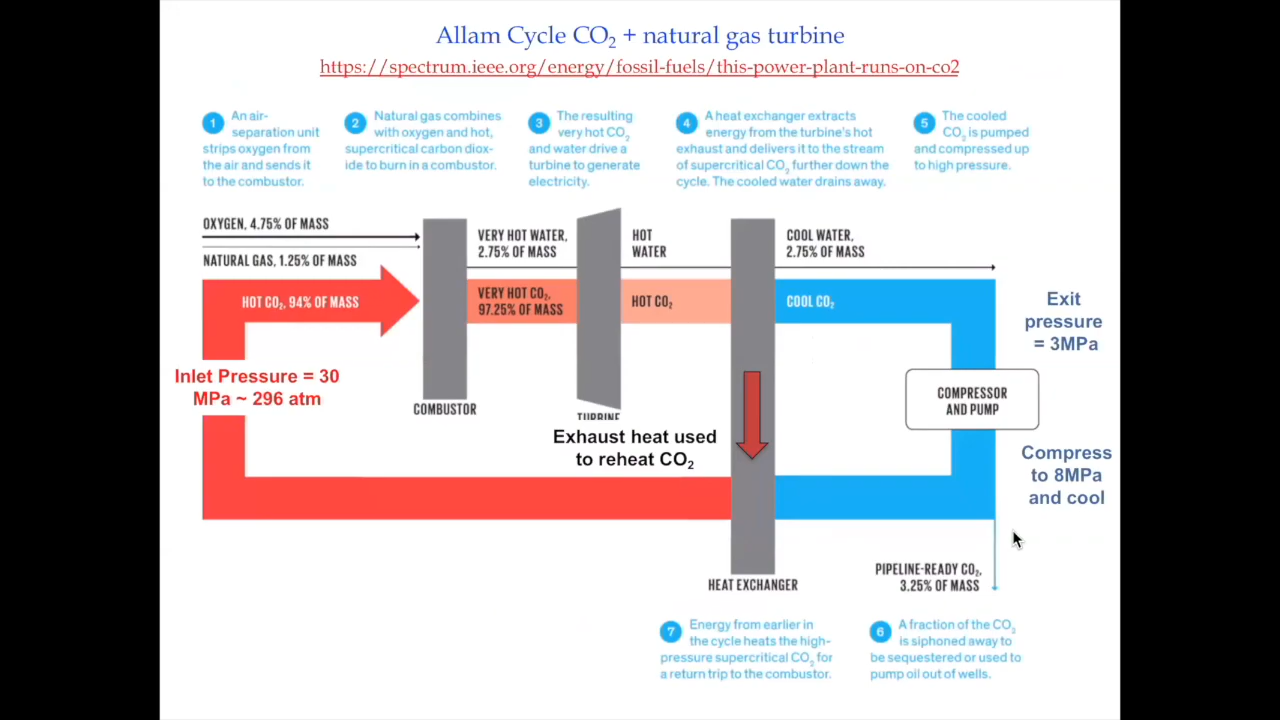 Allam Cycle CO₂ + natural gas turbine
https://spectrum.ieee.org/energy/fossil-fuels/this-power-plant-runs-on-co2
1 An air-
separation unit
strips oxygen from
the air and sends it
to the combustor.
2 Natural gas combines
with oxygen and hot,
supercritical carbon diox-
ide to burn in a combustor.
3 The resulting
very hot CO₂
and water drive a
turbine to generate
electricity.
4 A heat exchanger extracts
energy from the turbine's hot
exhaust and delivers it to the stream
of supercritical CO₂ further down the
cycle. The cooled water drains away.
5 The cooled
CO₂ is pumped
and compressed up
to high pressure.
OXYGEN, 4.75% OF MASS
NATURAL GAS, 1.25% OF MASS
HOT CO₂, 94% OF MASS
VERY HOT WATER,
2.75% OF MASS
VERY HOT CO₂,
97.25% OF MASS
HOT
WATER
HOT CO₂
COOL WATER,
2.75% OF MASS
COOL CO₂
Exit
pressure
= 3MPa
Inlet Pressure = 30
MPa ~ 296 atm
COMBUSTOR
TURBINE
COMPRESSOR
AND PUMP
Exhaust heat used
to reheat CO₂
Compress
to 8MPa
and cool
HEAT EXCHANGER
PIPELINE-READY CO₂,
3.25% OF MASS
7 Energy from earlier in
the cycle heats the high-
pressure supercritical CO₂ for
a return trip to the combustor.
6 A fraction of the CO₂
is siphoned away to
be sequestered or used to
pump oil out of wells.